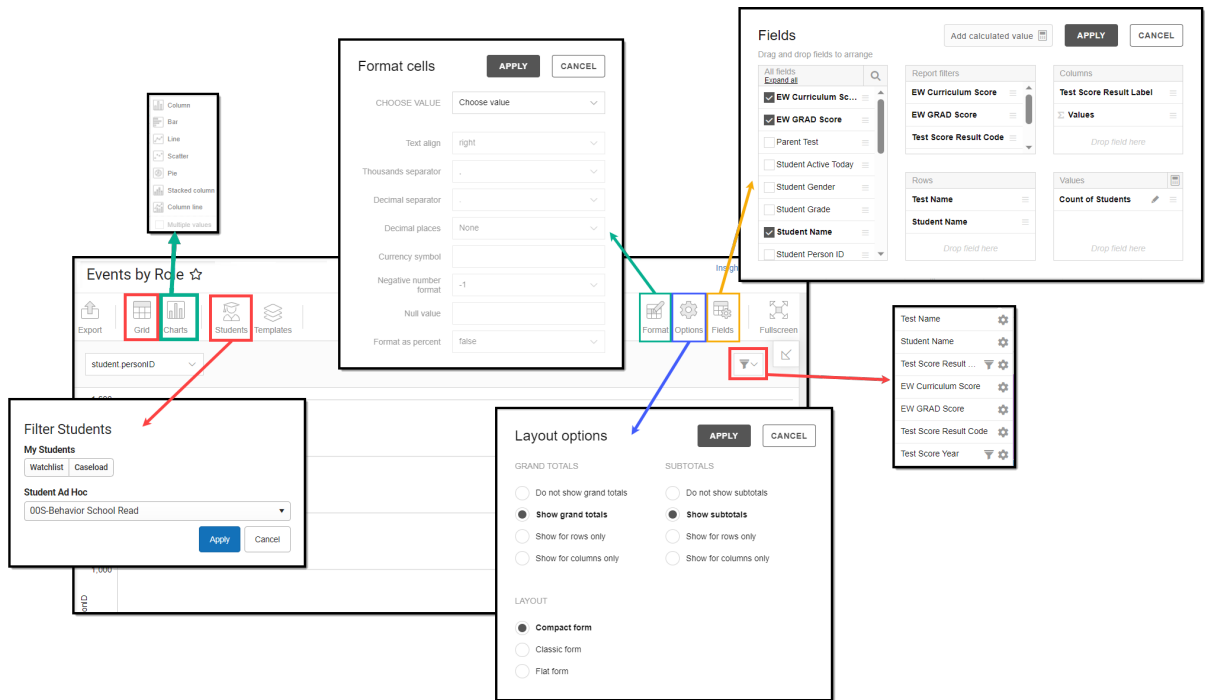 Column
Bar
Line
Scatter
Pie
Stacked column
Column line
Multiple values
Format cells
APPLY
CANCEL
CHOOSE VALUE
Choose value
Text align
right
Thousands separator
,
Decimal separator
.
Decimal places
None
Currency symbol
Negative number
format
-1
Null value
Format as percent
false
Fields
Add calculated value
APPLY
CANCEL
Drag and drop fields to arrange
All fields
Expand all
EW Curriculum Sc...
EW GRAD Score
Parent Test
Student Active Today
Student Gender
Student Grade
Student Name
Student Person ID
Report filters
EW Curriculum Score
EW GRAD Score
Test Score Result Code
Columns
Test Score Result Label
Σ Values
Drop field here
Rows
Test Name
Student Name
Drop field here
Values
Count of Students
Drop field here
Events by Role
Insigh
Export
Grid
Charts
Students
Templates
Format
Options
Fields
Fullscreen
student.personID
1,000
Filter Students
My Students
Watchlist
Caseload
Student Ad Hoc
00S-Behavior School Read
Apply
Cancel
Layout options
APPLY
CANCEL
GRAND TOTALS
Do not show grand totals
Show grand totals
Show for rows only
Show for columns only
SUBTOTALS
Do not show subtotals
Show subtotals
Show for rows only
Show for columns only
LAYOUT
Compact form
Classic form
Flat form
Test Name
Student Name
Test Score Result ...
EW Curriculum Score
EW GRAD Score
Test Score Result Code
Test Score Year